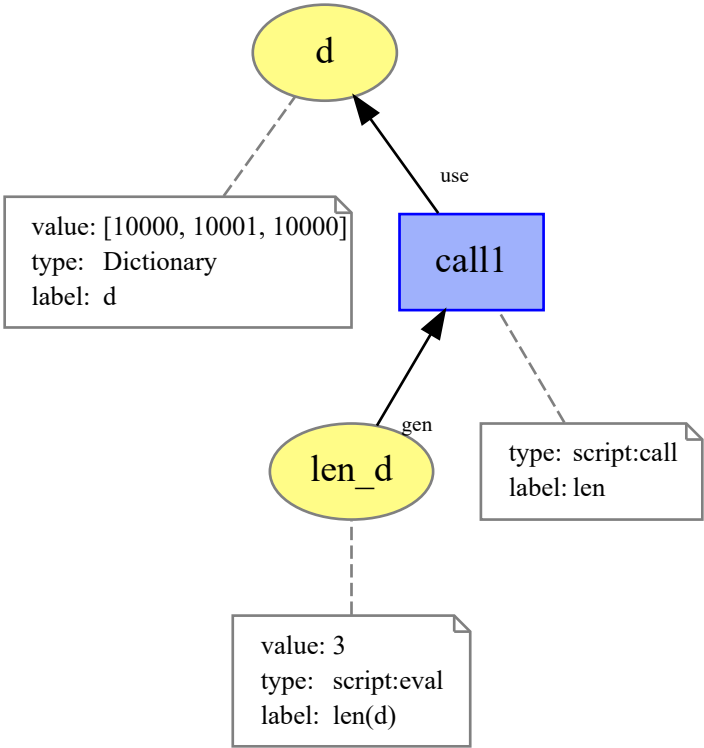 d
use
value: [10000, 10001, 10000]
type: Dictionary
label: d
call1
gen
len_d
type: script:call
label: len
value: 3
type: script:eval
label: len(d)